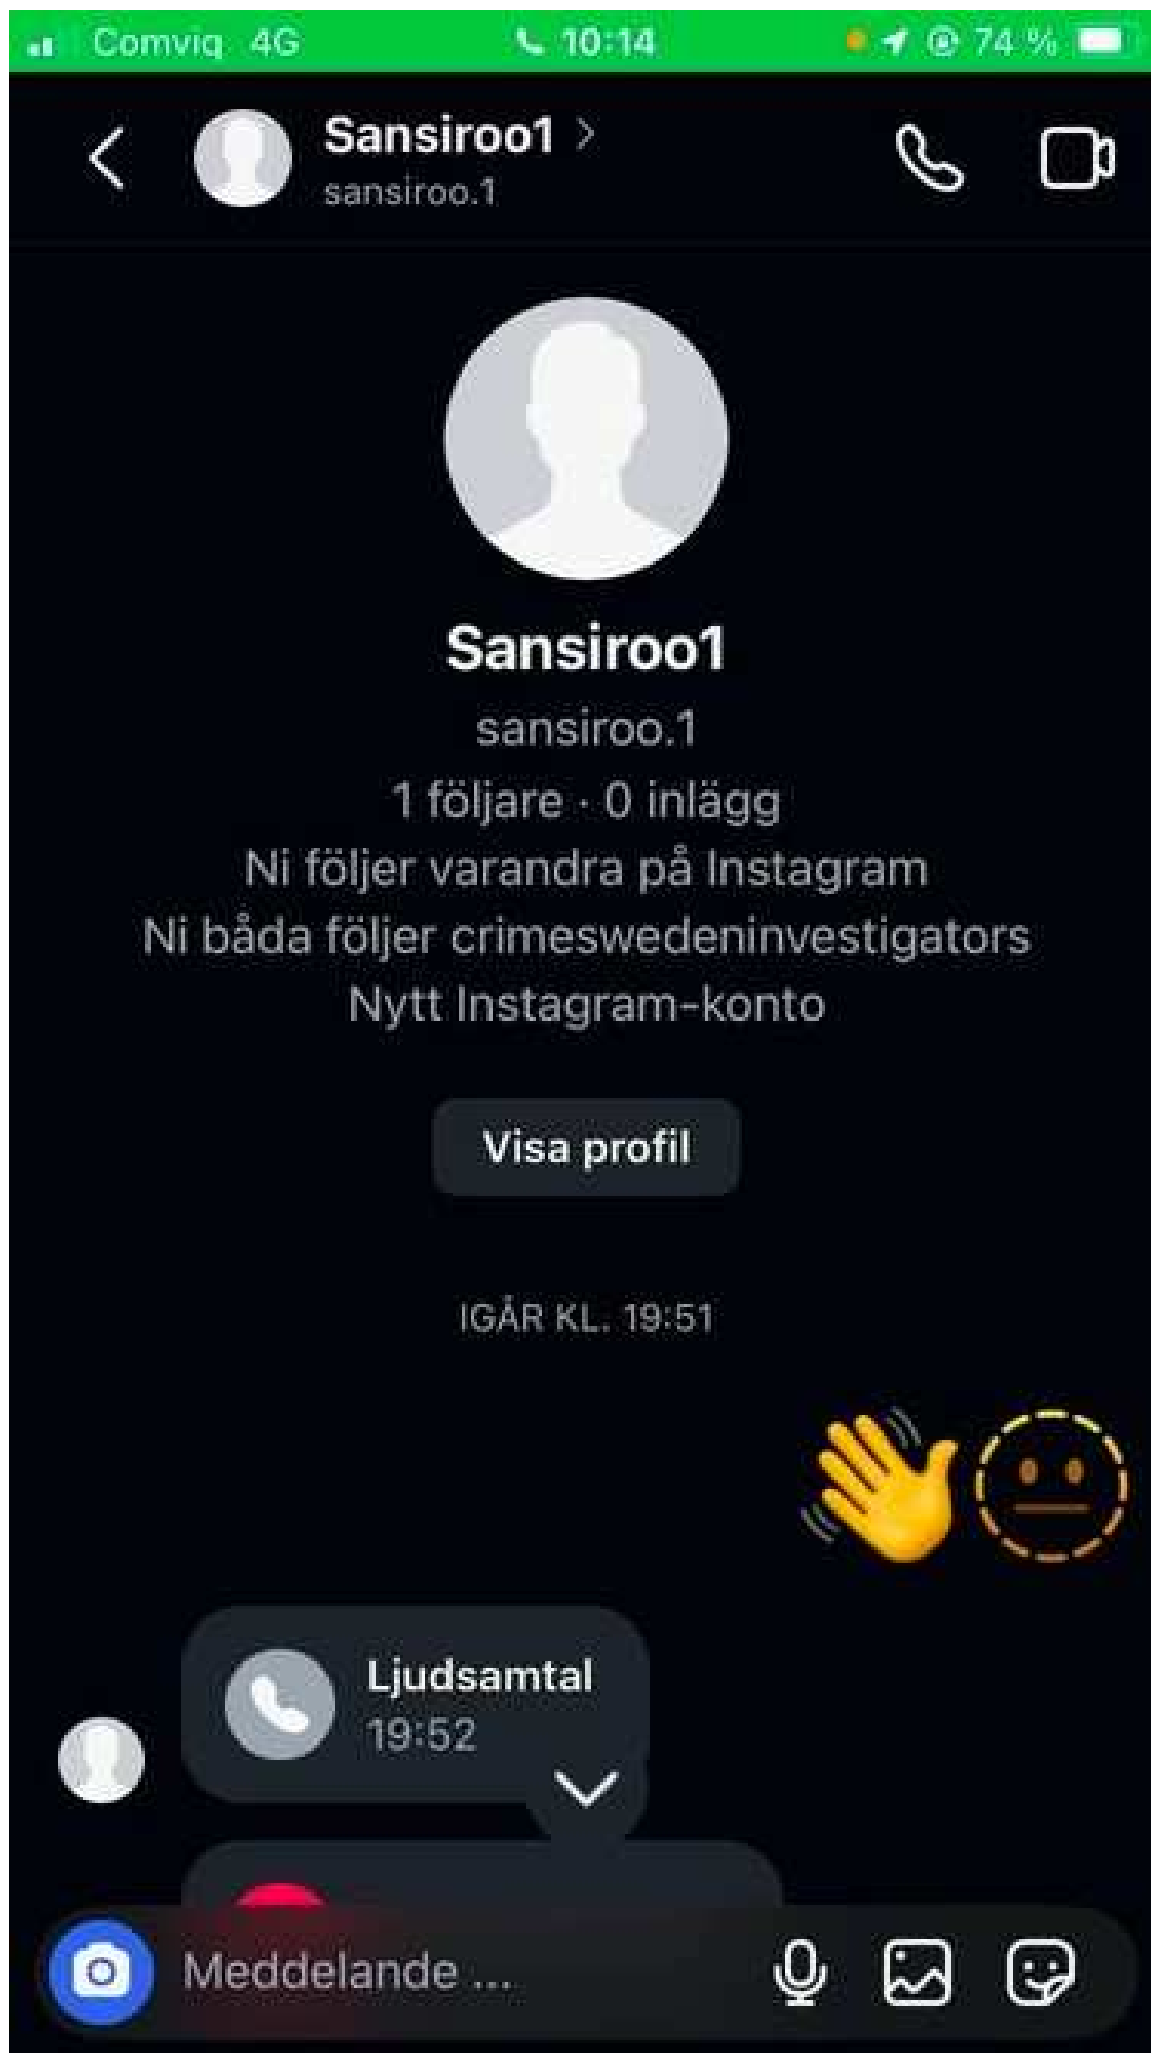 Comviq 4G 10:14 74 %
Sansiroo1
sansiroo.1
Sansiroo1
sansiroo.1
1 följare · 0 inlägg
Ni följer varandra på Instagram
Ni båda följer crimeswedeninvestigators
Nytt Instagram-konto
Visa profil
IGÅR KL. 19:51
Ljudsamtal
19:52
Meddelande ...